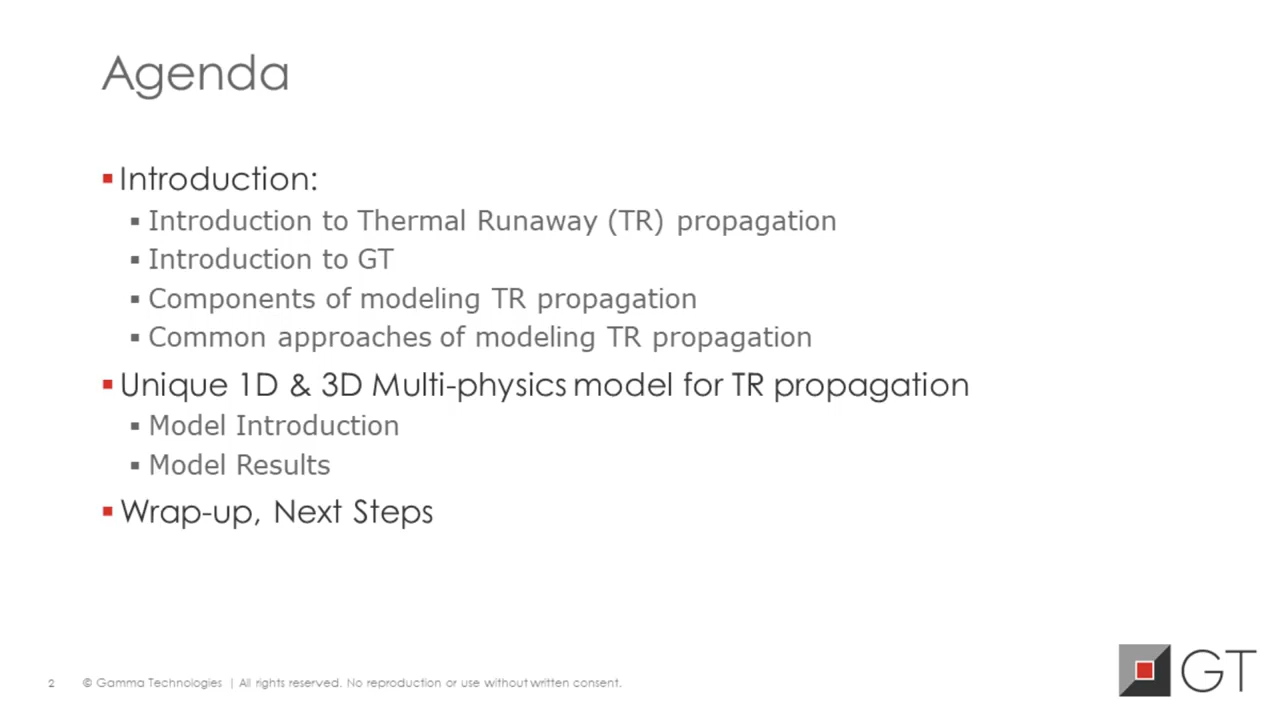 Agenda
Introduction:
Introduction to Thermal Runaway (TR) propagation
Introduction to GT
Components of modeling TR propagation
Common approaches of modeling TR propagation
Unique 1D & 3D Multi-physics model for TR propagation
Model Introduction
Model Results
Wrap-up, Next Steps
2 © Gamma Technologies | All rights reserved. No reproduction or use without written consent.
GT